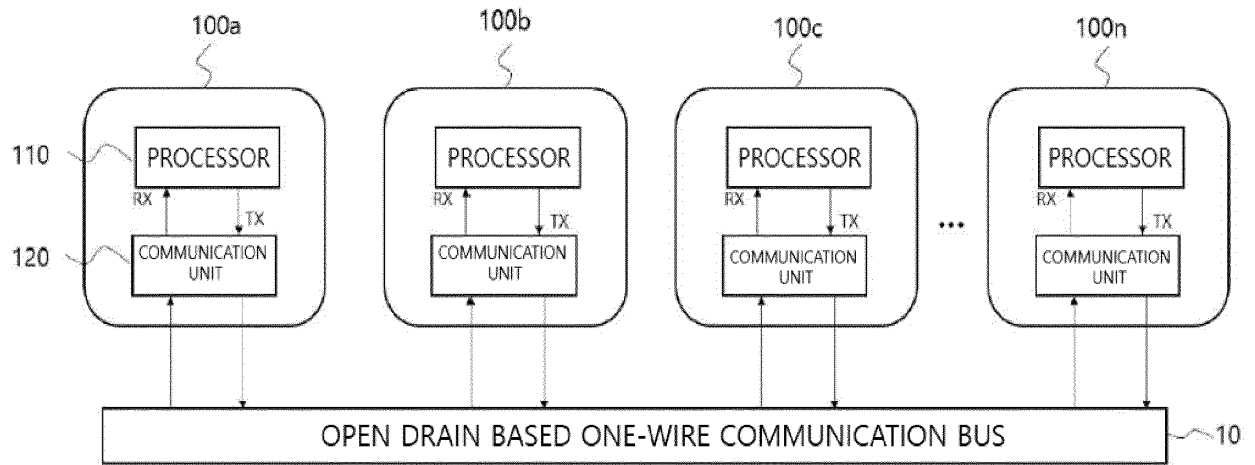 100a 100b 100c 100n
110 PROCESSOR PROCESSOR PROCESSOR PROCESSOR
RX TX RX TX RX TX RX TX
...
120 COMMUNICATION UNIT COMMUNICATION UNIT COMMUNICATION UNIT COMMUNICATION UNIT
OPEN DRAIN BASED ONE-WIRE COMMUNICATION BUS 10